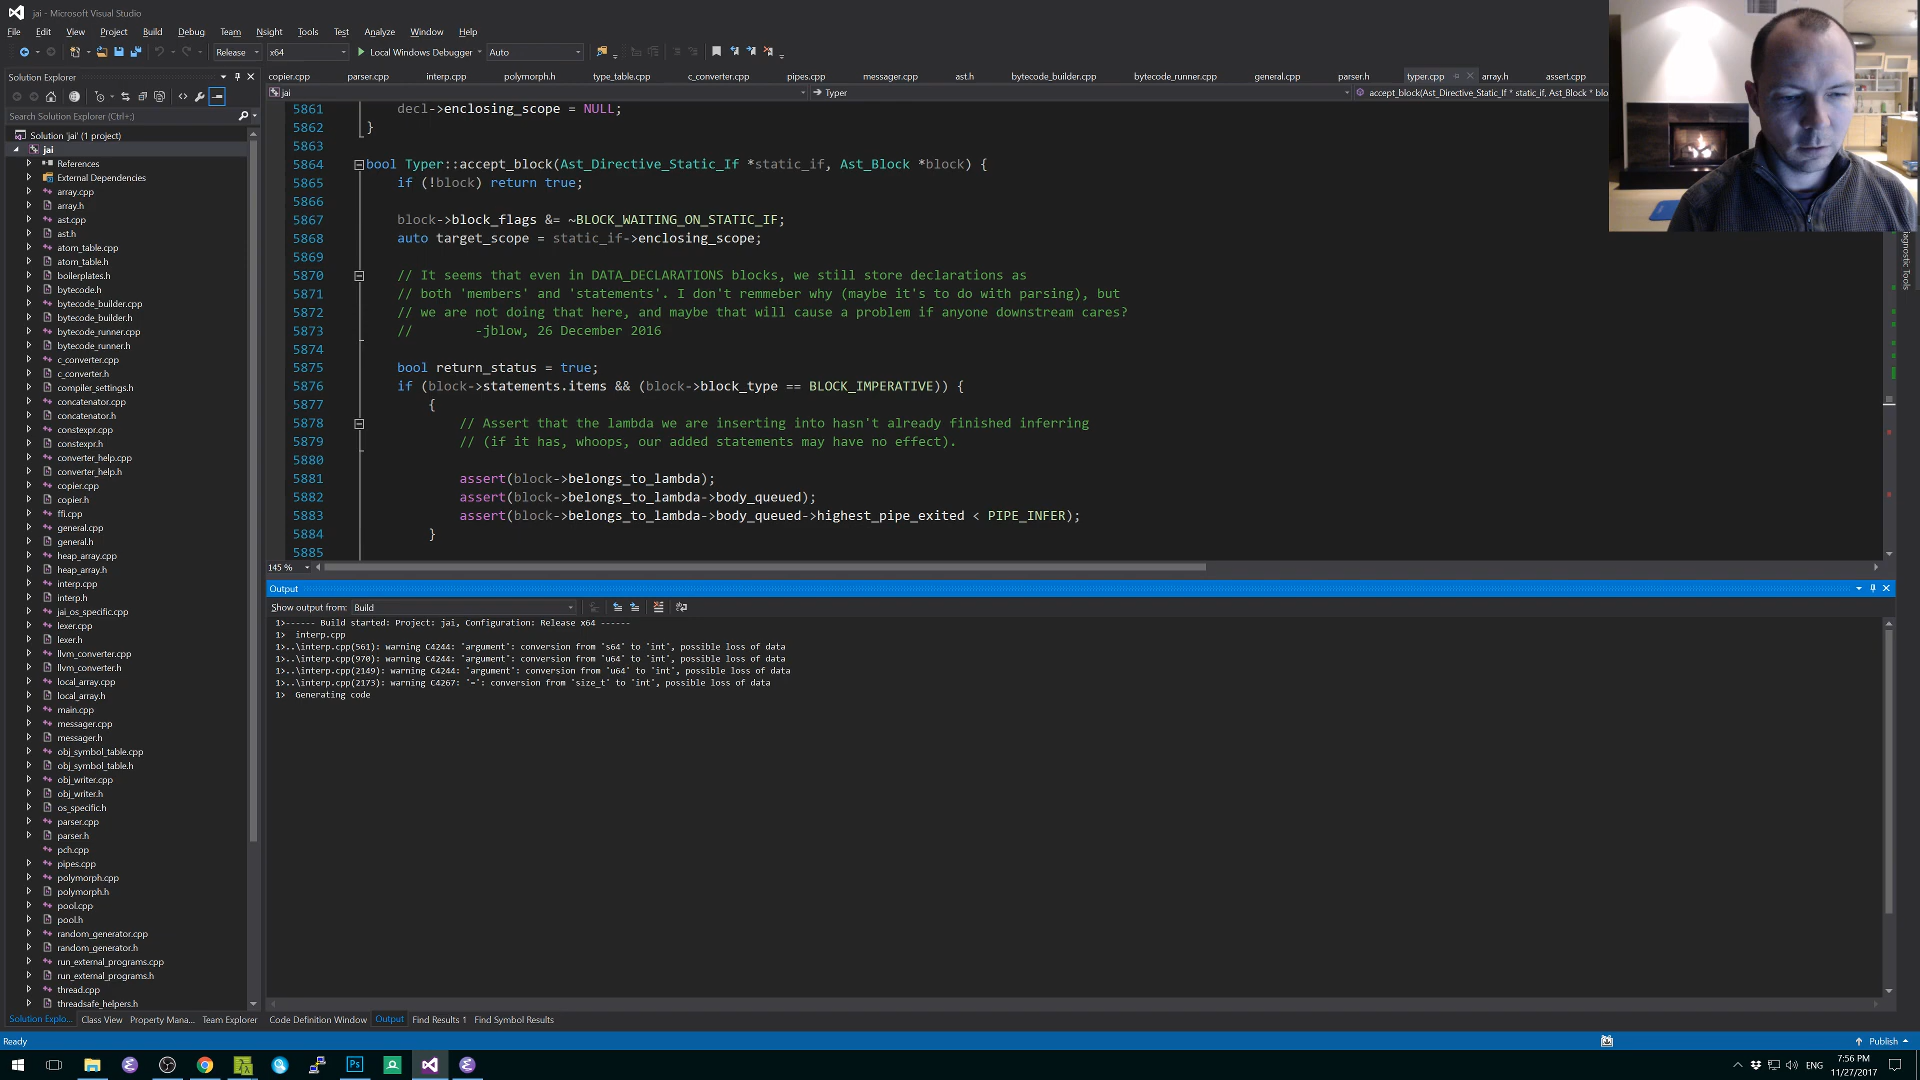 jai - Microsoft Visual Studio
File Edit View Project Build Debug Team Nsight Tools Test Analyze Window Help
Release x64 Local Windows Debugger Auto
Solution Explorer
copier.cpp parser.cpp interp.cpp polymorph.h type_table.cpp c_converter.cpp pipes.cpp messager.cpp ast.h bytecode_builder.cpp bytecode_runner.cpp general.cpp parser.h typer.cpp array.h assert.cpp
jai Typer accept_block(Ast_Directive_Static_If * static_if, Ast_Block * blo
Search Solution Explorer (Ctrl+;)
Solution 'jai' (1 project)
jai
References
External Dependencies
array.cpp
array.h
ast.cpp
ast.h
atom_table.cpp
atom_table.h
boilerplates.h
bytecode.h
bytecode_builder.cpp
bytecode_builder.h
bytecode_runner.cpp
bytecode_runner.h
c_converter.cpp
c_converter.h
compiler_settings.h
concatenator.cpp
concatenator.h
constexpr.cpp
constexpr.h
converter_help.cpp
converter_help.h
copier.cpp
copier.h
ffi.cpp
general.cpp
general.h
heap_array.cpp
heap_array.h
interp.cpp
interp.h
jai_os_specific.cpp
lexer.cpp
lexer.h
llvm_converter.cpp
llvm_converter.h
local_array.cpp
local_array.h
main.cpp
messager.cpp
messager.h
obj_symbol_table.cpp
obj_symbol_table.h
obj_writer.cpp
obj_writer.h
os_specific.h
parser.cpp
parser.h
pch.cpp
pipes.cpp
polymorph.cpp
polymorph.h
pool.cpp
pool.h
random_generator.cpp
random_generator.h
run_external_programs.cpp
run_external_programs.h
thread.cpp
threadsafe_helpers.h
5861 decl->enclosing_scope = NULL;
5862 }
5863
5864 bool Typer::accept_block(Ast_Directive_Static_If *static_if, Ast_Block *block) {
5865 if (!block) return true;
5866
5867 block->block_flags &= ~BLOCK_WAITING_ON_STATIC_IF;
5868 auto target_scope = static_if->enclosing_scope;
5869
5870 // It seems that even in DATA_DECLARATIONS blocks, we still store declarations as
5871 // both 'members' and 'statements'. I don't remmeber why (maybe it's to do with parsing), but
5872 // we are not doing that here, and maybe that will cause a problem if anyone downstream cares?
5873 // -jblow, 26 December 2016
5874
5875 bool return_status = true;
5876 if (block->statements.items && (block->block_type == BLOCK_IMPERATIVE)) {
5877 {
5878 // Assert that the lambda we are inserting into hasn't already finished inferring
5879 // (if it has, whoops, our added statements may have no effect).
5880
5881 assert(block->belongs_to_lambda);
5882 assert(block->belongs_to_lambda->body_queued);
5883 assert(block->belongs_to_lambda->body_queued->highest_pipe_exited < PIPE_INFER);
5884 }
5885
145 %
Output
Show output from: Build
1>------ Build started: Project: jai, Configuration: Release x64 ------
1> interp.cpp
1>..\interp.cpp(561): warning C4244: 'argument': conversion from 's64' to 'int', possible loss of data
1>..\interp.cpp(970): warning C4244: 'argument': conversion from 'u64' to 'int', possible loss of data
1>..\interp.cpp(2149): warning C4244: 'argument': conversion from 'u64' to 'int', possible loss of data
1>..\interp.cpp(2173): warning C4267: '=': conversion from 'size_t' to 'int', possible loss of data
1> Generating code
Solution Explo... Class View Property Mana... Team Explorer Code Definition Window Output Find Results 1 Find Symbol Results
Ready Publish
Ps ENG 7:56 PM
11/27/2017